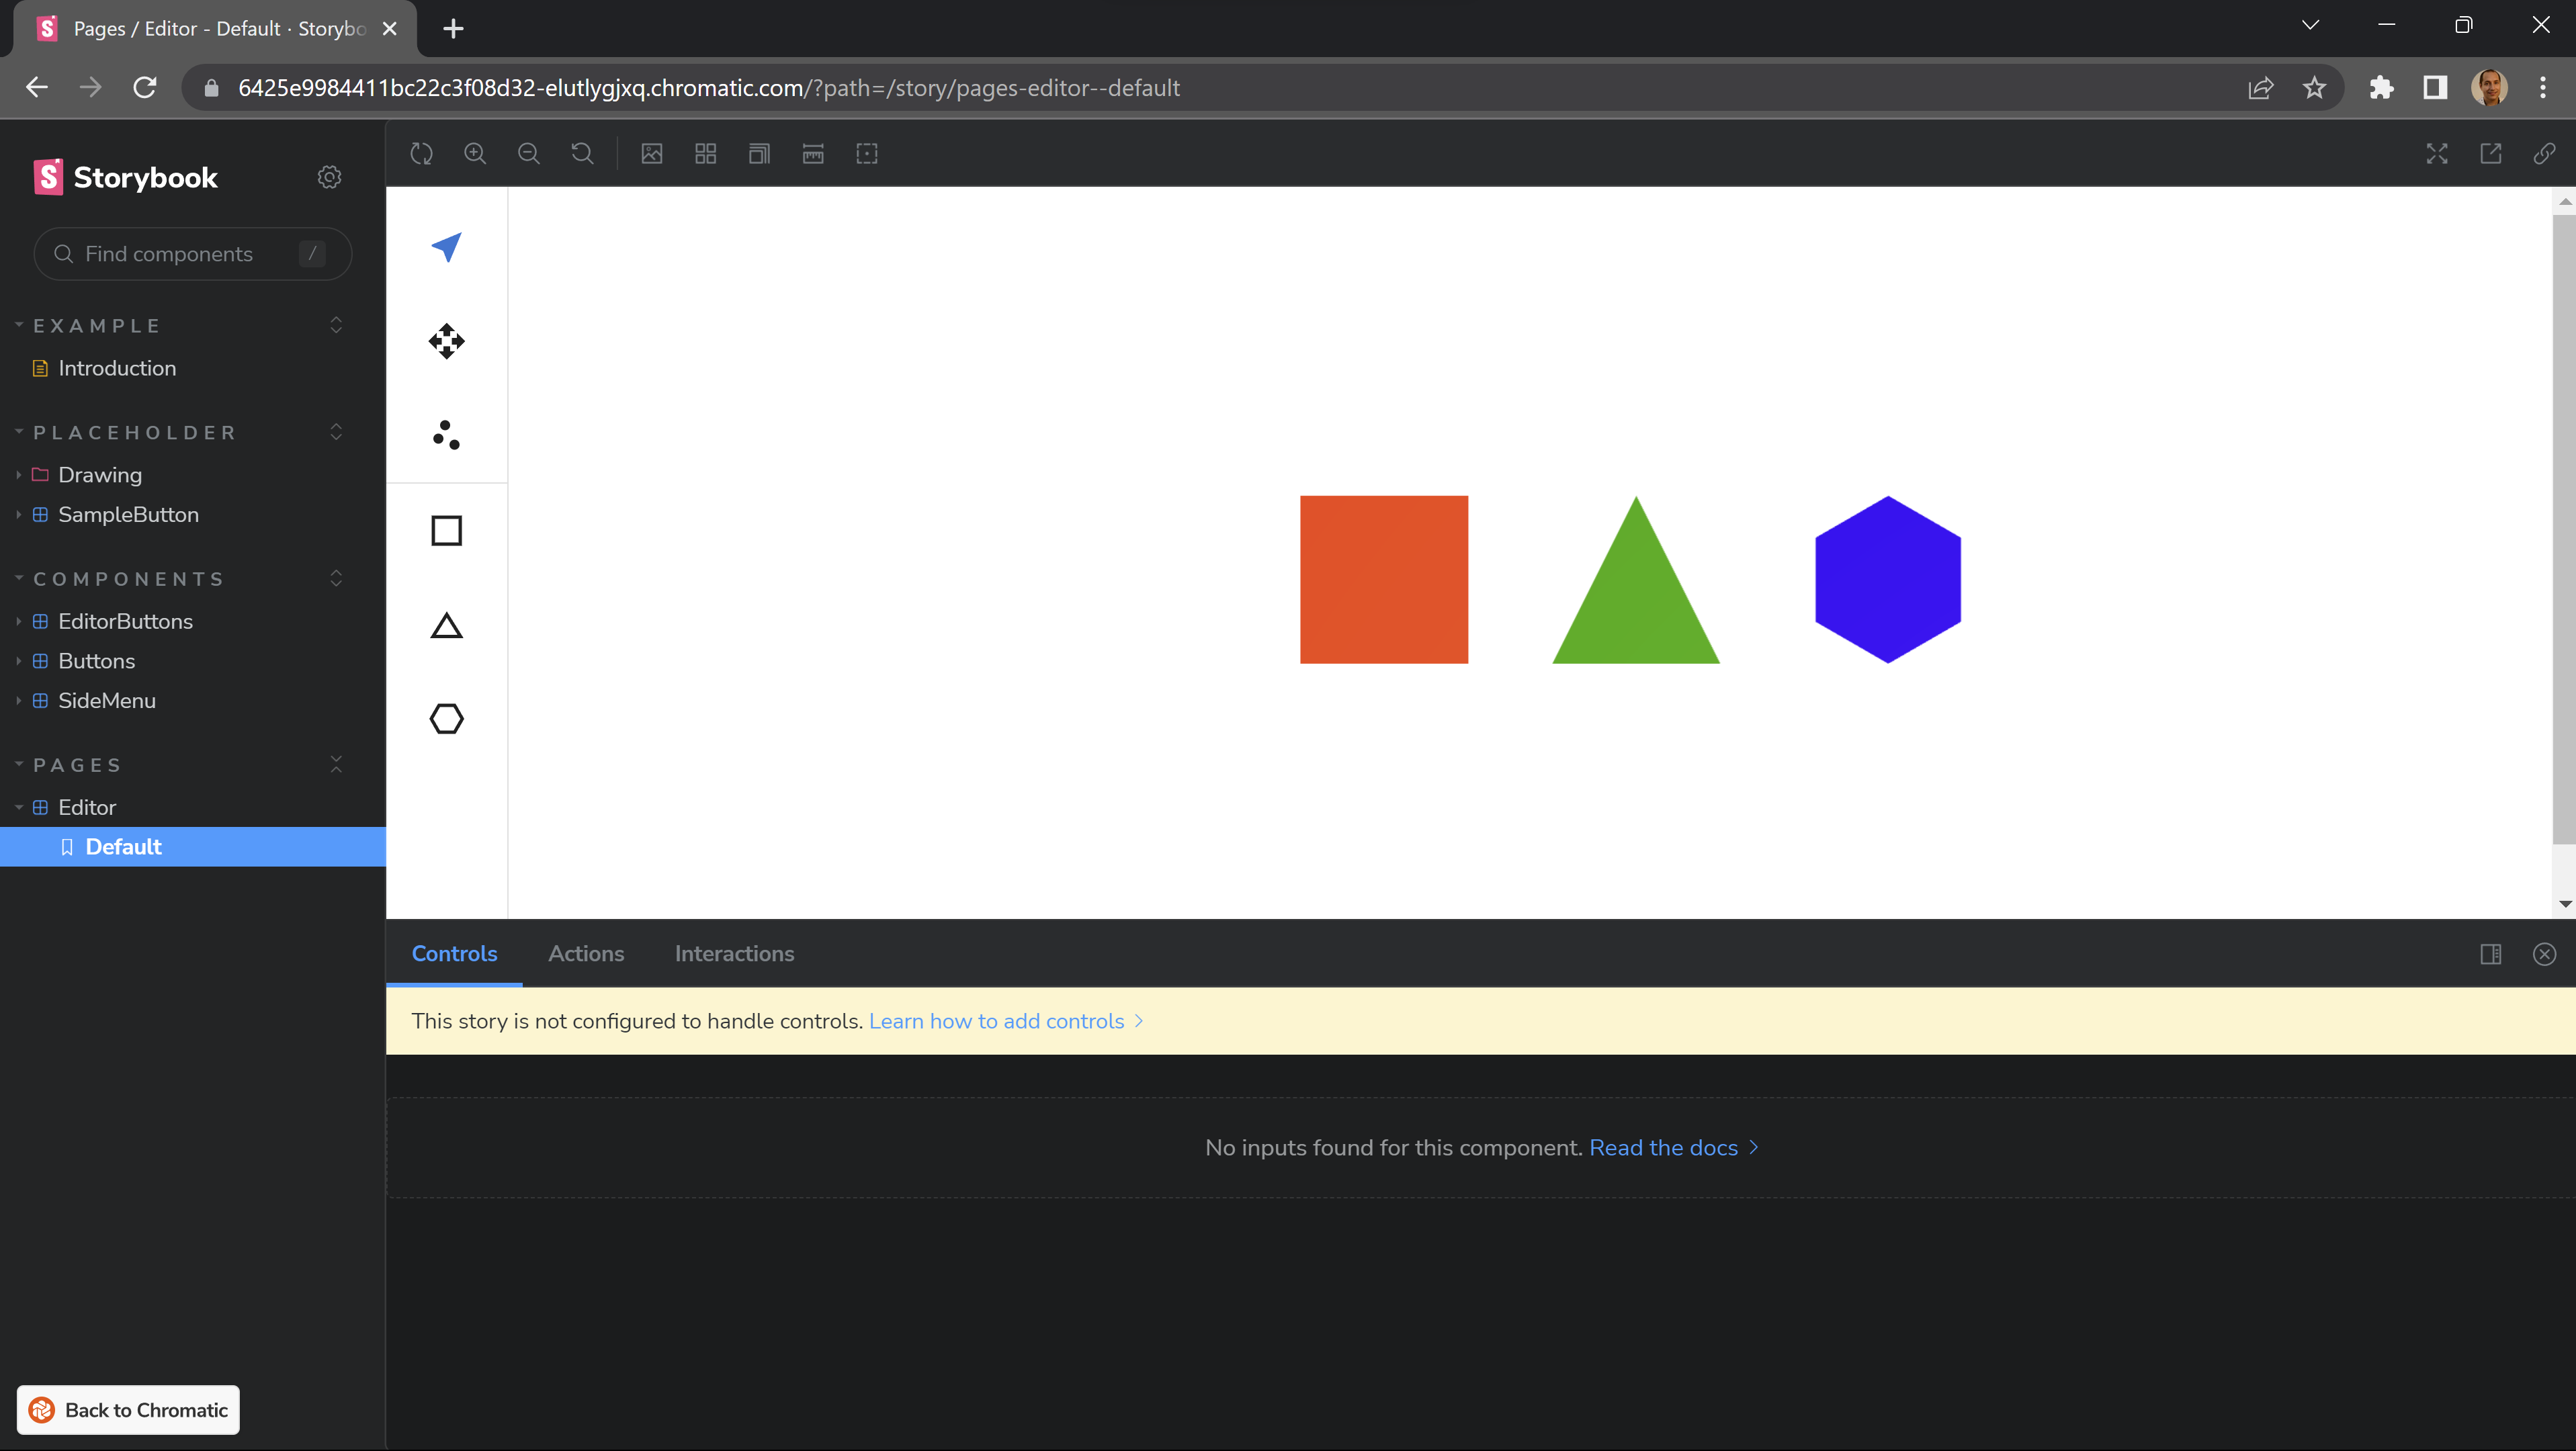 Pages / Editor - Default · Storybo
6425e9984411bc22c3f08d32-elutlygjxq.chromatic.com/?path=/story/pages-editor--default
Storybook
Find components /
EXAMPLE
Introduction
PLACEHOLDER
Drawing
SampleButton
COMPONENTS
EditorButtons
Buttons
SideMenu
PAGES
Editor
Default
Back to Chromatic
Controls Actions Interactions
This story is not configured to handle controls. Learn how to add controls
No inputs found for this component. Read the docs